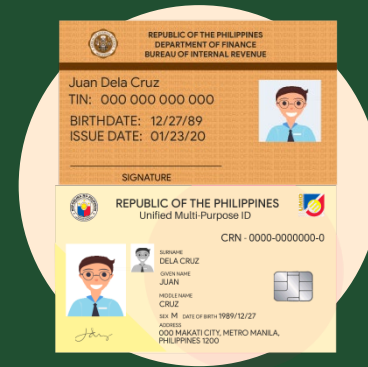 REPUBLIC OF THE PHILIPPINES
DEPARTMENT OF FINANCE
BUREAU OF INTERNAL REVENUE
Juan Dela Cruz
TIN: 000 000 000 000
BIRTHDATE: 12/27/89
ISSUE DATE: 01/23/20
SIGNATURE
REPUBLIC OF THE PHILIPPINES
Unified Multi-Purpose ID
CRN - 0000-0000000-0
SURNAME
DELA CRUZ
GIVEN NAME
JUAN
MIDDLE NAME
CRUZ
SEX M DATE OF BIRTH 1989/12/27
ADDRESS
000 MAKATI CITY, METRO MANILA,
PHILIPPINES 1200